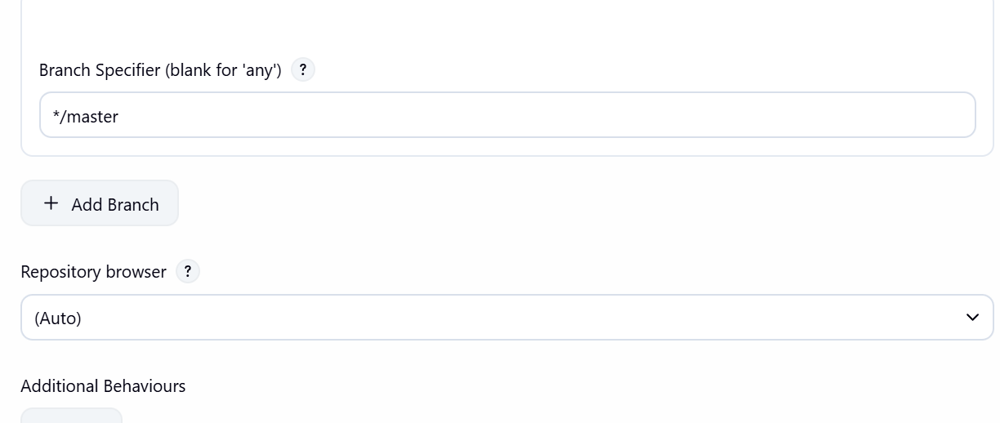 Branch Specifier (blank for 'any') ?
*/master
+ Add Branch
Repository browser ?
(Auto)
Additional Behaviours